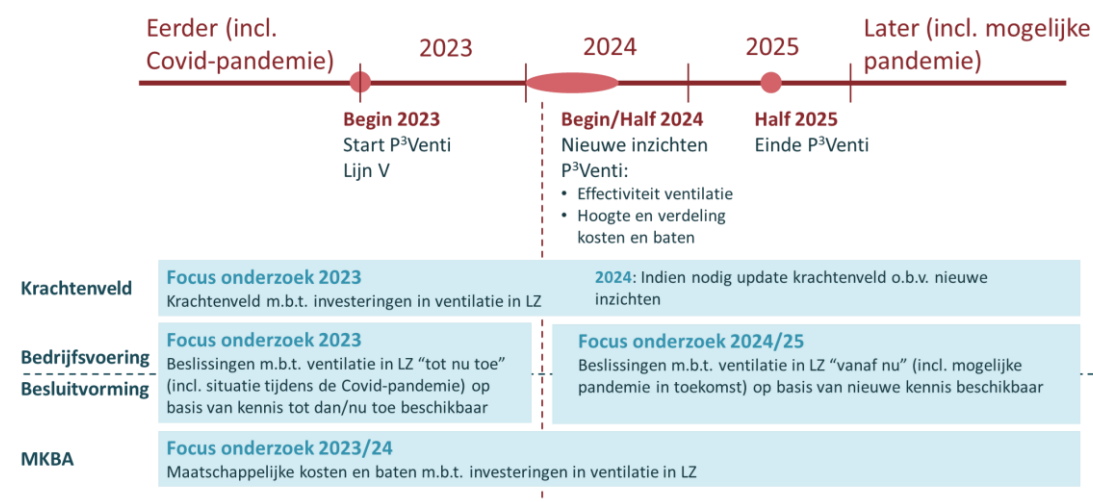 Eerder (incl.
Covid-pandemie)
2023
2024
2025
Later (incl. mogelijke
pandemie)
Begin 2023
Start P³Venti
Lijn V
Begin/Half 2024
Nieuwe inzichten
P³Venti:
• Effectiviteit ventilatie
• Hoogte en verdeling
kosten en baten
Half 2025
Einde P³Venti
Krachtenveld
Focus onderzoek 2023
Krachtenveld m.b.t. investeringen in ventilatie in LZ
2024: Indien nodig update krachtenveld o.b.v. nieuwe
inzichten
Bedrijfsvoering
Besluitvorming
Focus onderzoek 2023
Beslissingen m.b.t. ventilatie in LZ “tot nu toe”
(incl. situatie tijdens de Covid-pandemie) op
basis van kennis tot dan/nu toe beschikbaar
Focus onderzoek 2024/25
Beslissingen m.b.t. ventilatie in LZ “vanaf nu” (incl. mogelijke
pandemie in toekomst) op basis van nieuwe kennis beschikbaar
MKBA
Focus onderzoek 2023/24
Maatschappelijke kosten en baten m.b.t. investeringen in ventilatie in LZ